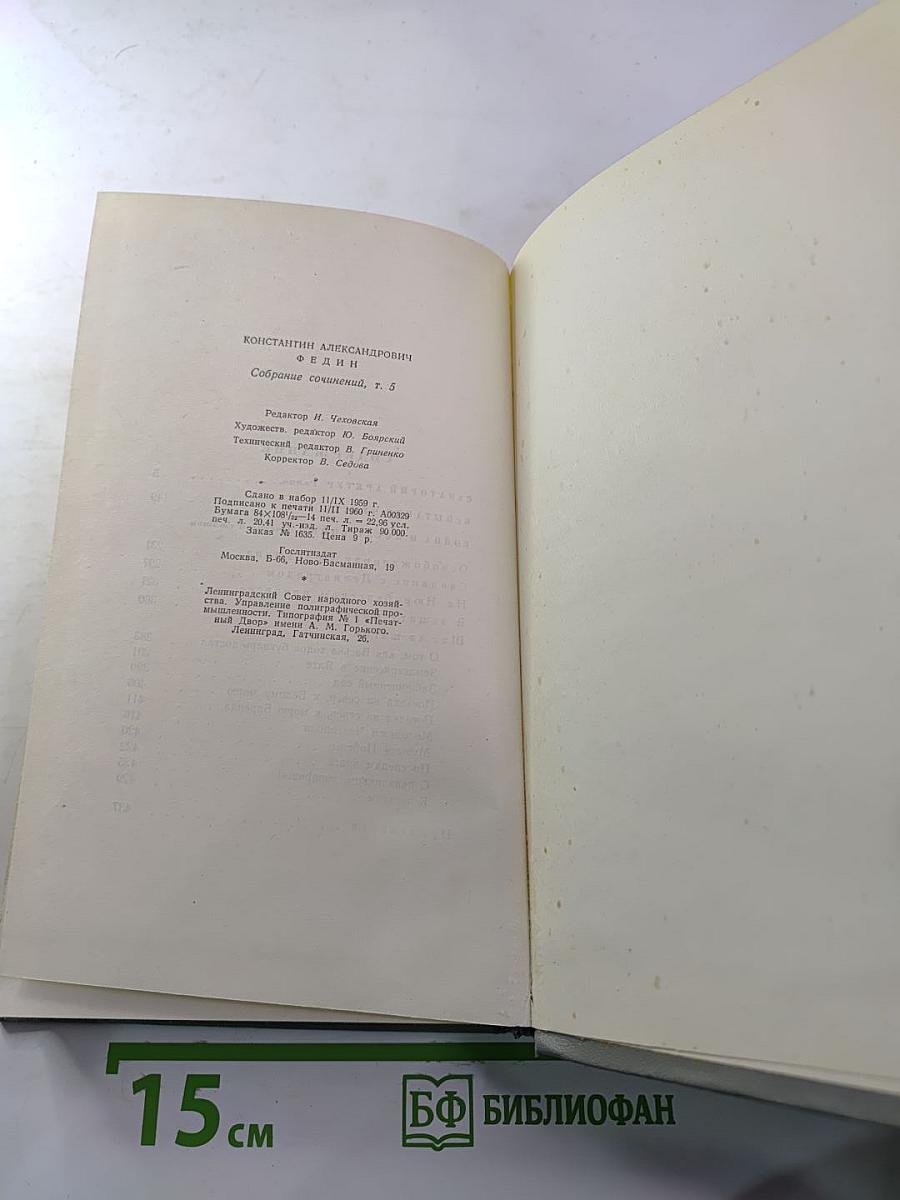 КОНСТАНТИН АЛЕКСАНДРОВИЧ
ФЕДИН
Собрание сочинений, т. 5
Редактор И. Чеховская
Художеств. редактор Ю. Боярский
Технический редактор В. Гриненко
Корректор В. Седова
*
Сдано в набор 11/IX 1959 г.
Подписано к печати 11/II 1960 г. А00329
Бумага 84×108¹/₃₂—14 печ. л. = 22,96 усл.
печ. л. 20,41 уч.-изд. л. Тираж 90 000.
Заказ № 1635. Цена 9 р.
Гослитиздат
Москва, Б-66, Ново-Басманная, 19
*
Ленинградский Совет народного хозяй-
ства. Управление полиграфической про-
мышленности. Типография № 1 «Печат-
ный Двор» имени А. М. Горького.
Ленинград, Гатчинская, 26.
15 см
БФ БИБЛИОФАН